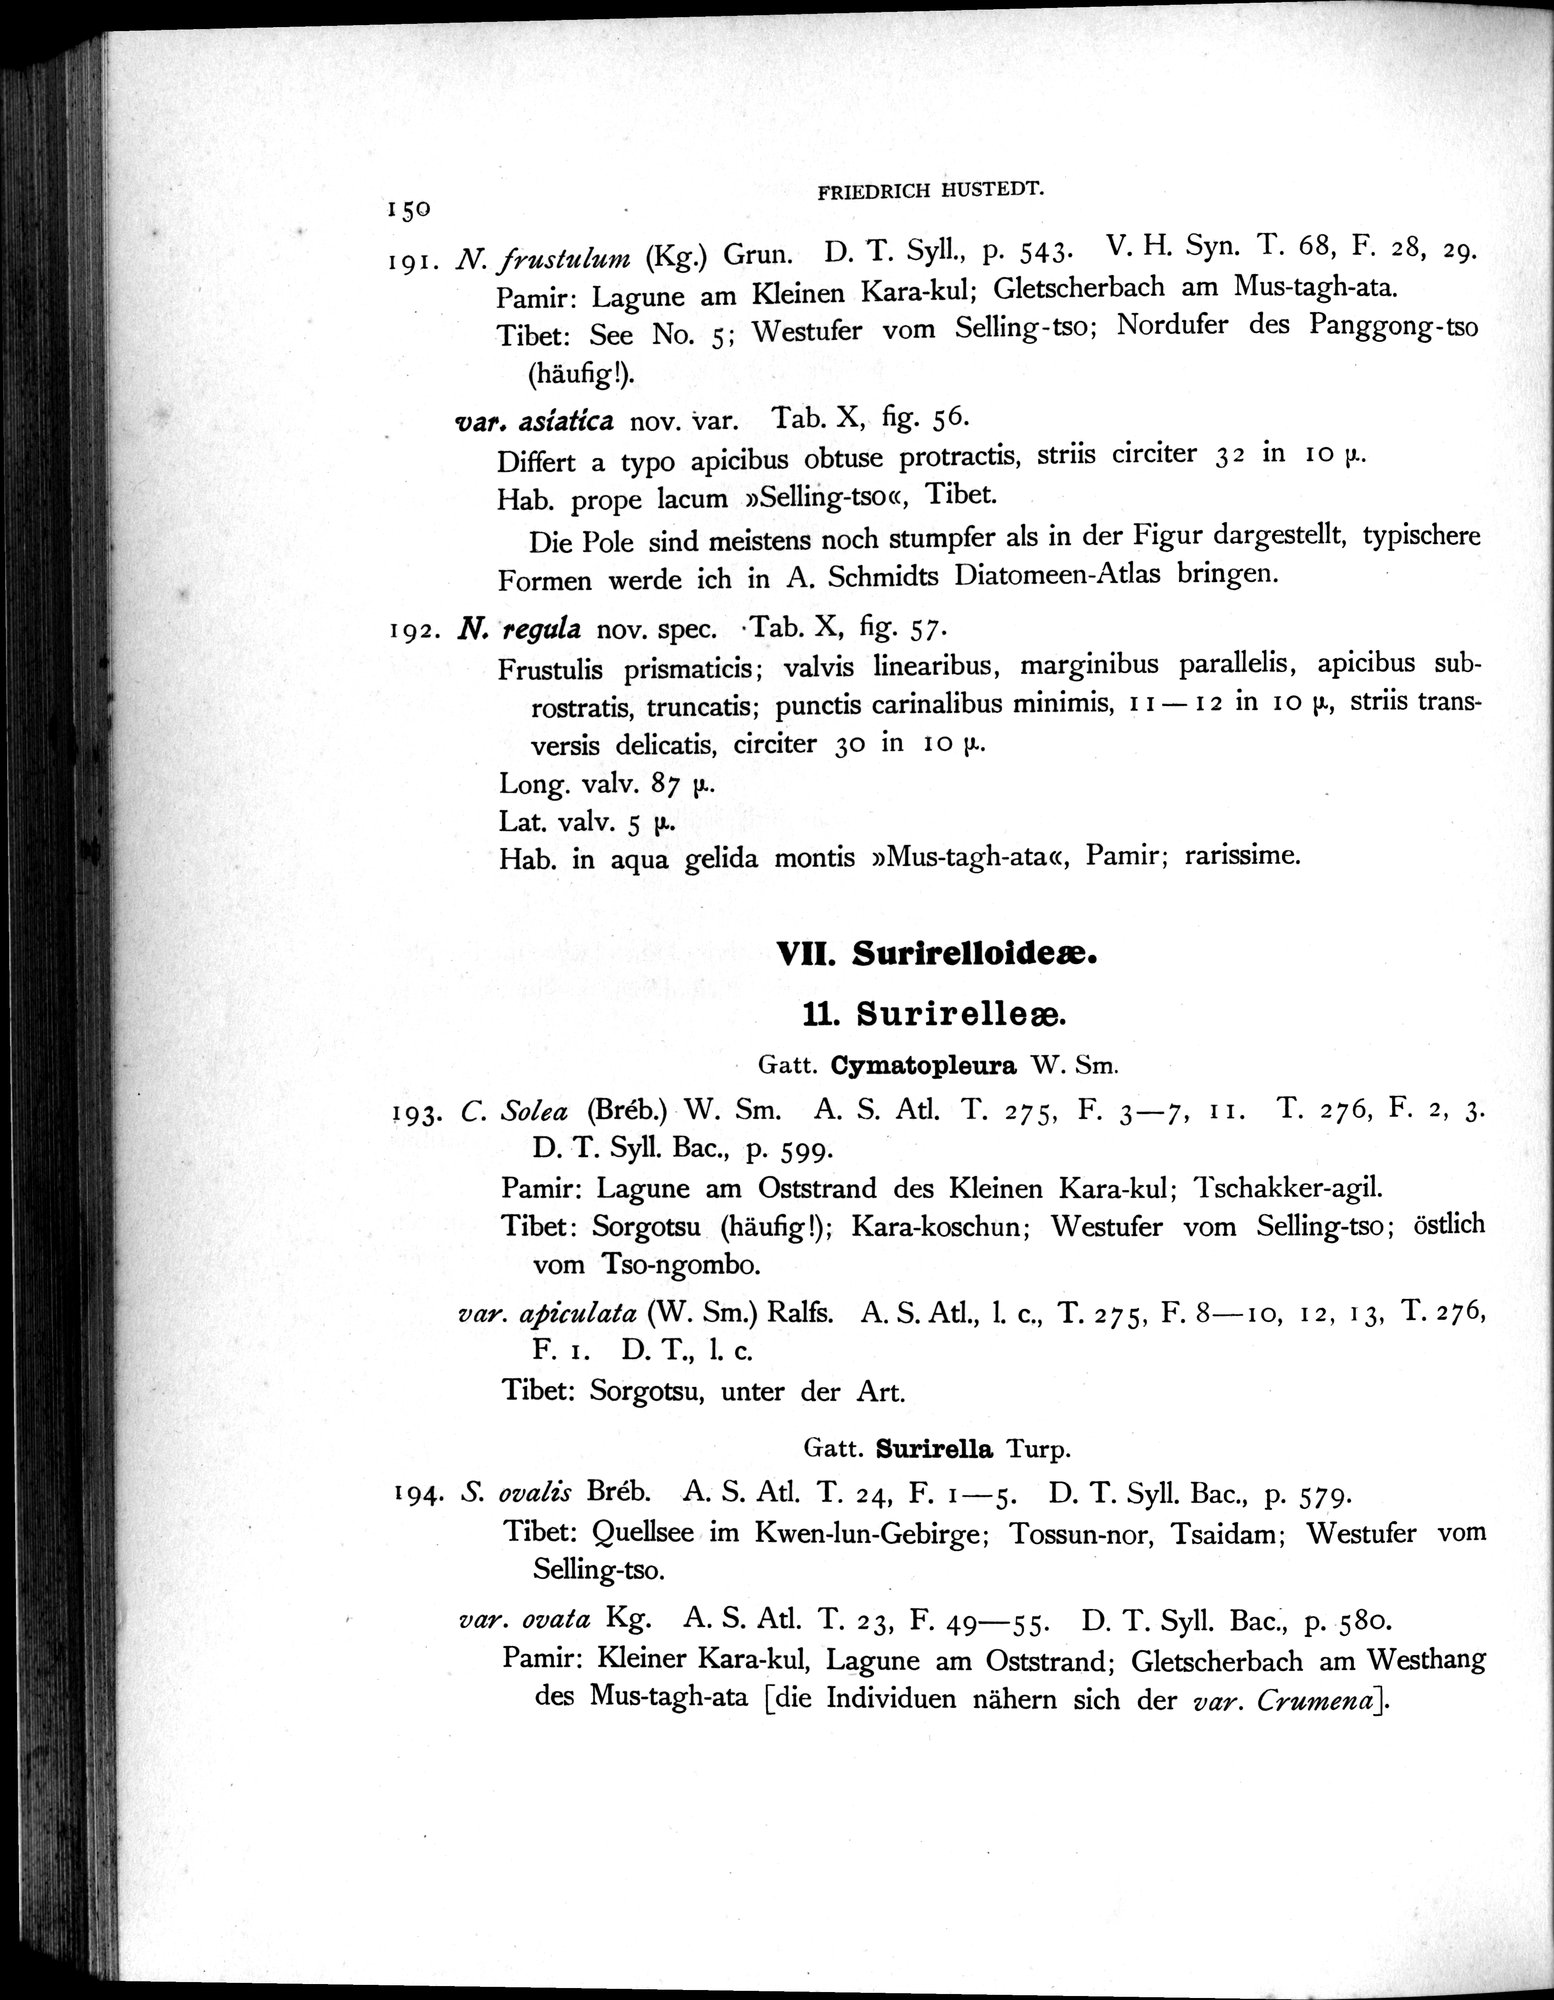 150
FRIEDRICH HUSTEDT.
191. N. frustulum (Kg.) Grun. D. T. Syll., p. 543. V. H. Syn. T. 68, F. 28, 29.
Pamir: Lagune am Kleinen Kara-kul; Gletscherbach am Mus-tagh-ata.
Tibet: See No. 5; Westufer vom Selling-tso; Nordufer des Panggong-tso
(häufig!).
var. asiatica nov. var. Tab. X, fig. 56.
Differt a typo apicibus obtuse protractis, striis circiter 32 in 10 µ.
Hab. prope lacum »Selling-tso«, Tibet.
Die Pole sind meistens noch stumpfer als in der Figur dargestellt, typischere
Formen werde ich in A. Schmidts Diatomeen-Atlas bringen.
192. N. regula nov. spec. Tab. X, fig. 57.
Frustulis prismaticis; valvis linearibus, marginibus parallelis, apicibus sub-
rostratis, truncatis; punctis carinalibus minimis, 11—12 in 10 µ, striis trans-
versis delicatis, circiter 30 in 10 µ.
Long. valv. 87 µ.
Lat. valv. 5 µ.
Hab. in aqua gelida montis »Mus-tagh-ata«, Pamir; rarissime.
VII. Surirelloideæ.
11. Surirelleæ.
Gatt. Cymatopleura W. Sm.
193. C. Solea (Bréb.) W. Sm. A. S. Atl. T. 275, F. 3—7, 11. T. 276, F. 2, 3.
D. T. Syll. Bac., p. 599.
Pamir: Lagune am Oststrand des Kleinen Kara-kul; Tschakker-agil.
Tibet: Sorgotsu (häufig!); Kara-koschun; Westufer vom Selling-tso; östlich
vom Tso-ngombo.
var. apiculata (W. Sm.) Ralfs. A. S. Atl., l. c., T. 275, F. 8—10, 12, 13, T. 276,
F. 1. D. T., l. c.
Tibet: Sorgotsu, unter der Art.
Gatt. Surirella Turp.
194. S. ovalis Bréb. A. S. Atl. T. 24, F. 1—5. D. T. Syll. Bac., p. 579.
Tibet: Quellsee im Kwen-lun-Gebirge; Tossun-nor, Tsaidam; Westufer vom
Selling-tso.
var. ovata Kg. A. S. Atl. T. 23, F. 49—55. D. T. Syll. Bac., p. 580.
Pamir: Kleiner Kara-kul, Lagune am Oststrand; Gletscherbach am Westhang
des Mus-tagh-ata [die Individuen nähern sich der var. Crumena].